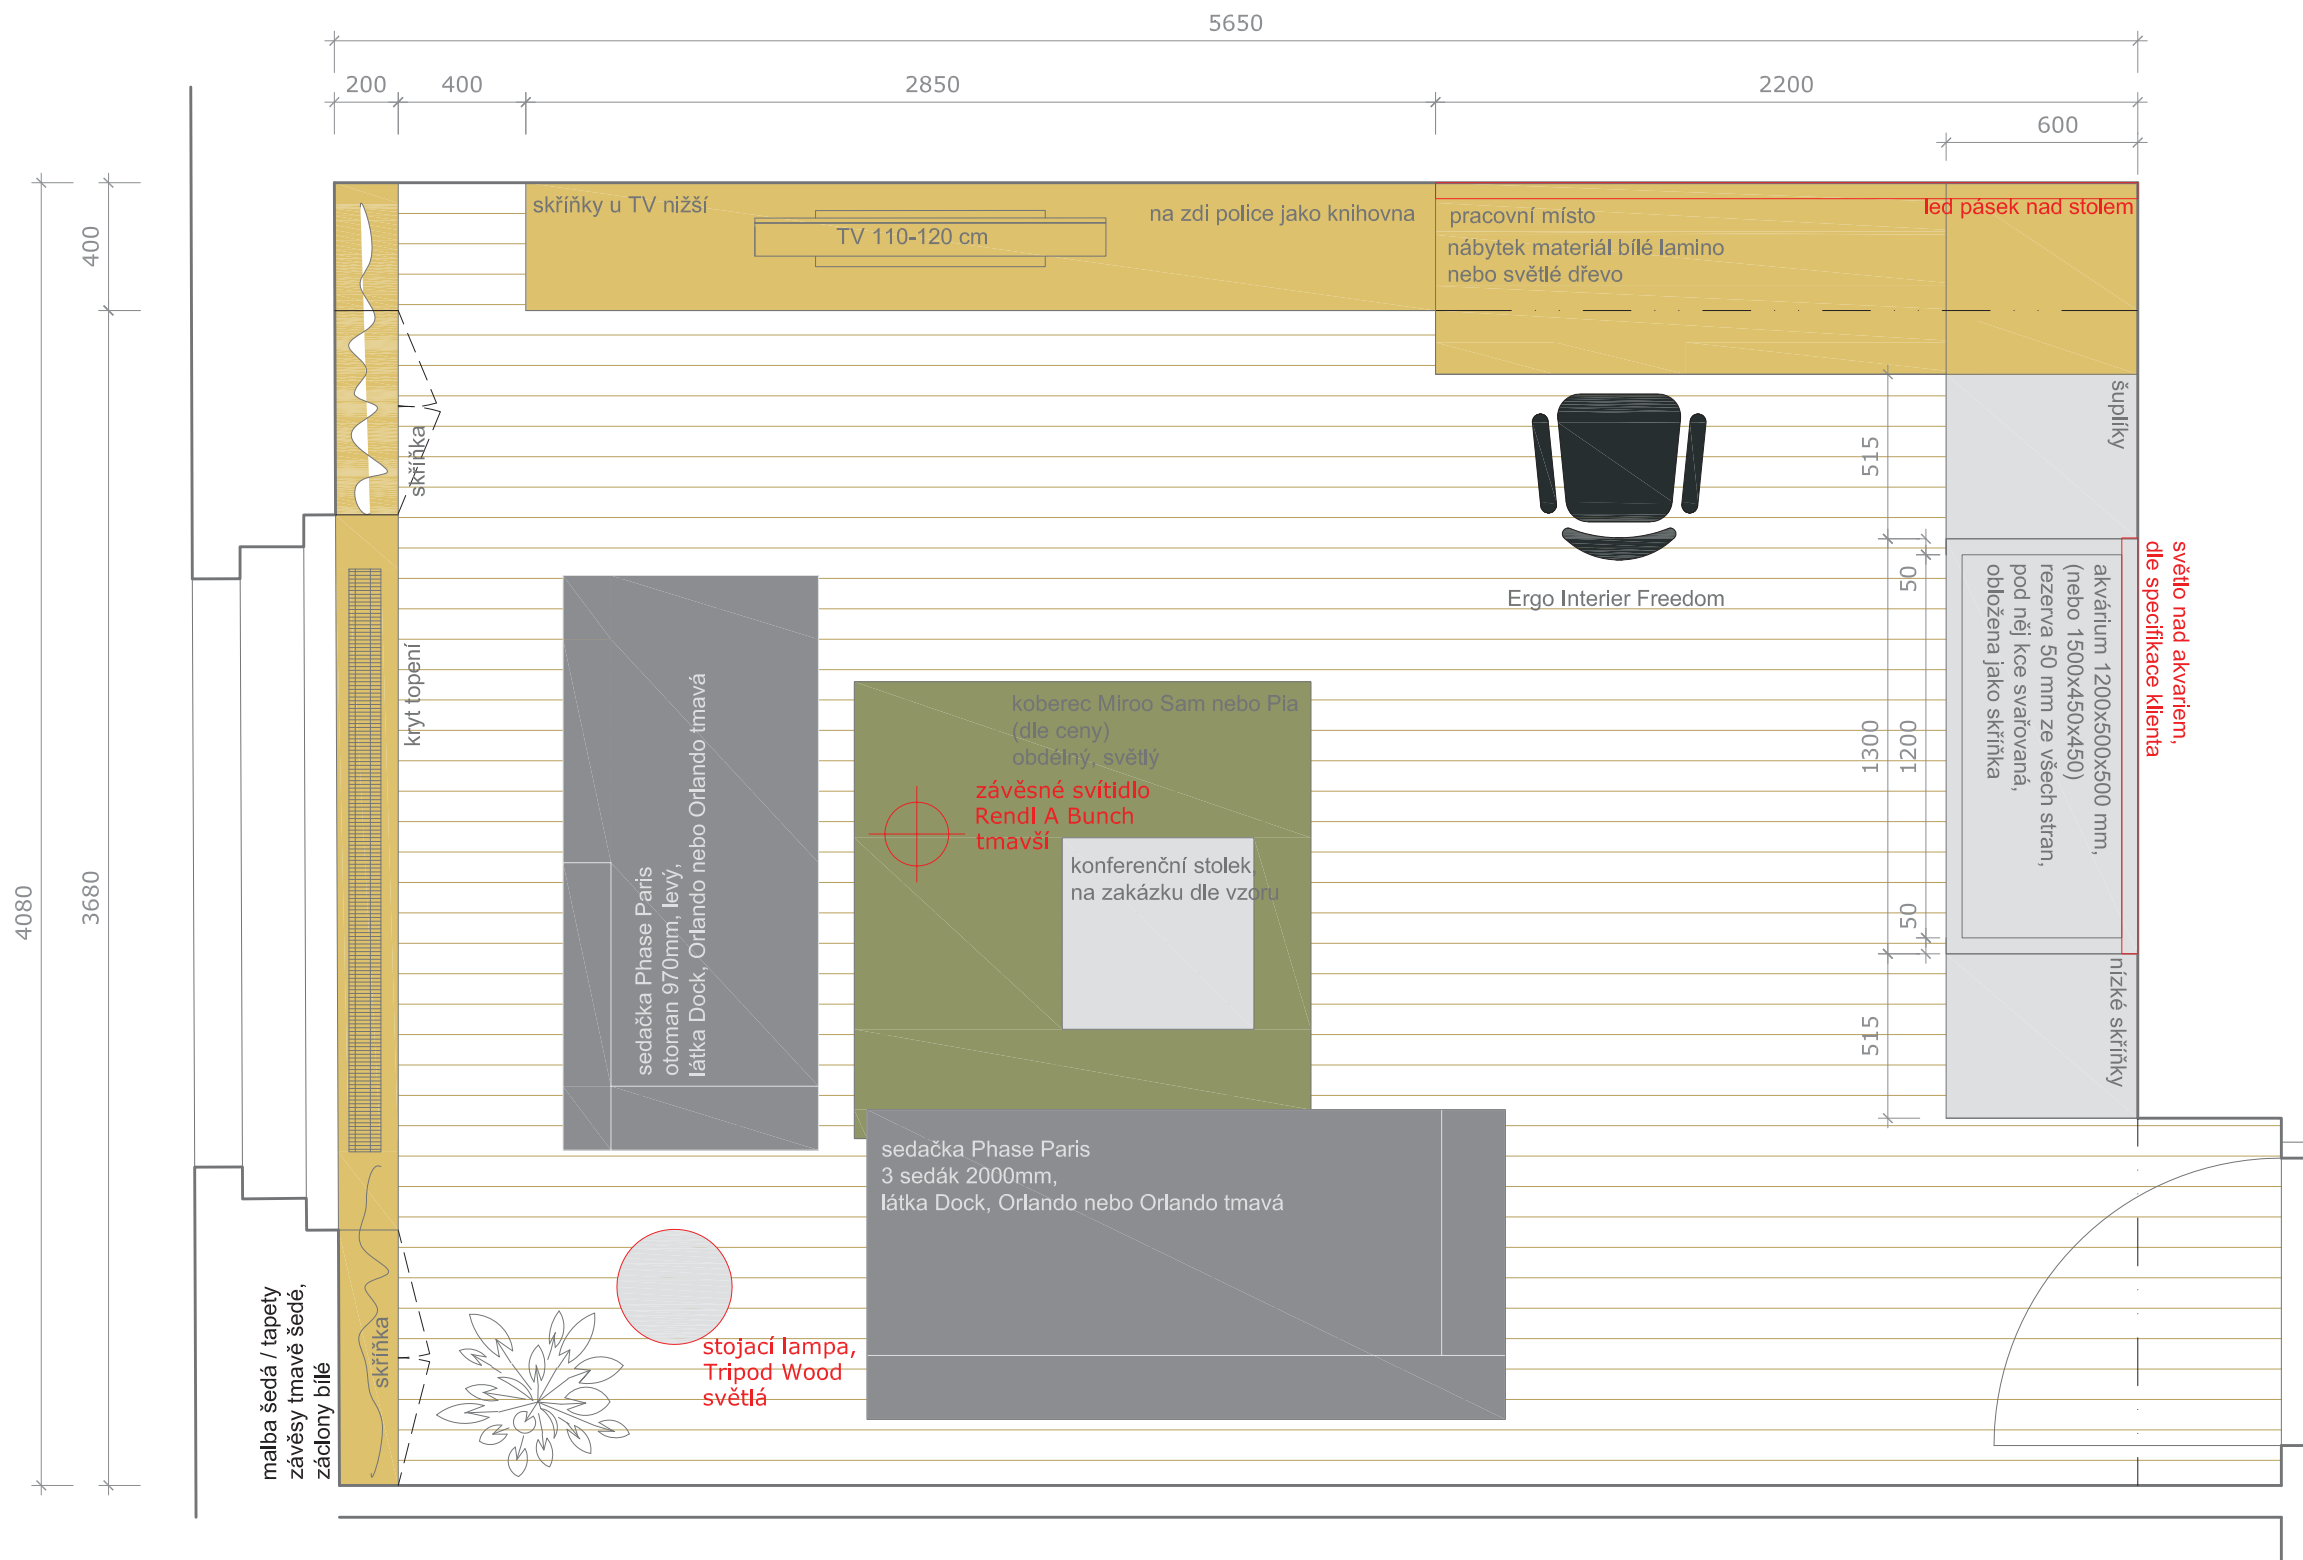 5650
200
400
2850
2200
600
400
3680
4080
skříňky u TV nižší
TV 110-120 cm
na zdi police jako knihovna
pracovní místo
nábytek materiál bílé lamino
nebo světlé dřevo
led pásek nad stolem
skříňka
šuplíky
515
50
1300
1200
50
515
Ergo Interier Freedom
akvárium 1200x500x500 mm,
(nebo 1500x450x450)
rezerva 50 mm ze všech stran,
pod něj kce svařovaná,
obložena jako skříňka
světlo nad akvariem,
dle specifikace klienta
nízké skříňky
kryt topení
sedačka Phase Paris
otoman 970mm, levý,
látka Dock, Orlando nebo Orlando tmavá
koberec Miroo Sam nebo Pla
(dle ceny)
obdélný, světlý
závěsné svítidlo
Rendl A Bunch
tmavší
konferenční stolek,
na zakázku dle vzoru
sedačka Phase Paris
3 sedák 2000mm,
látka Dock, Orlando nebo Orlando tmavá
stojací lampa,
Tripod Wood
světlá
skříňka
malba šedá / tapety
závěsy tmavě šedé,
záclony bílé